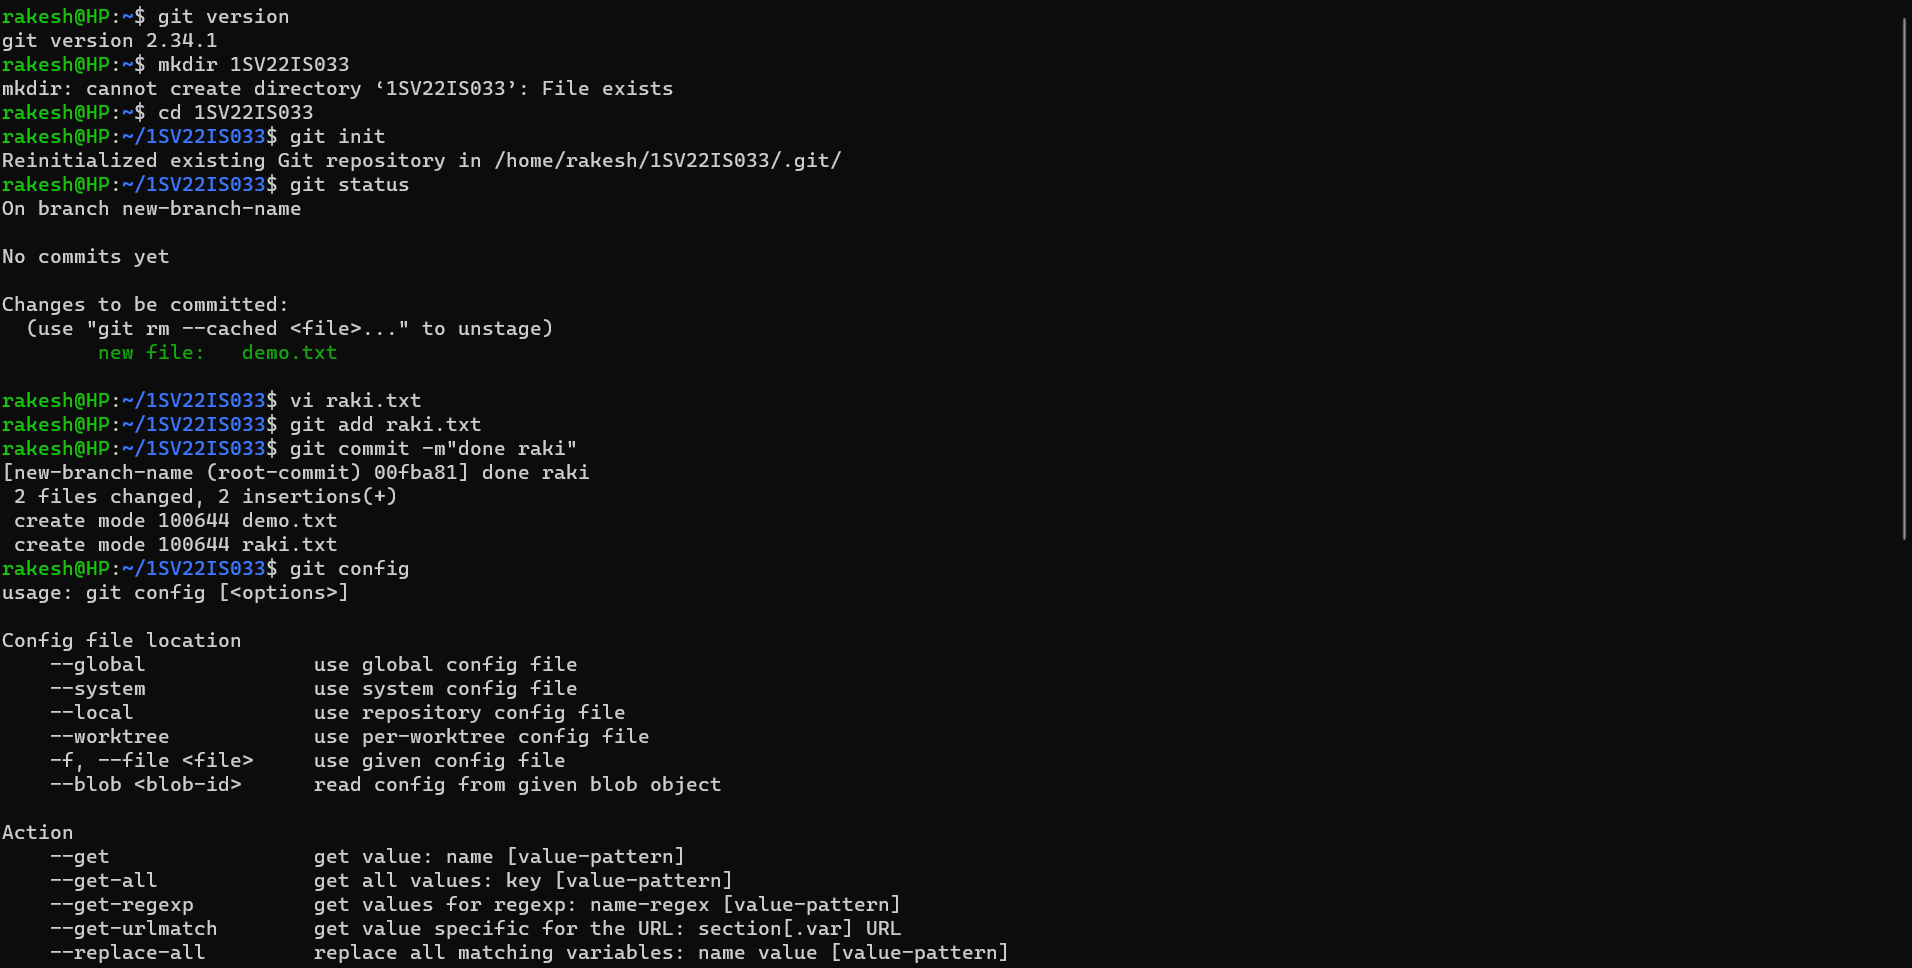 rakesh@HP:~$ git version
git version 2.34.1
rakesh@HP:~$ mkdir 1SV22IS033
mkdir: cannot create directory ‘1SV22IS033’: File exists
rakesh@HP:~$ cd 1SV22IS033
rakesh@HP:~/1SV22IS033$ git init
Reinitialized existing Git repository in /home/rakesh/1SV22IS033/.git/
rakesh@HP:~/1SV22IS033$ git status
On branch new-branch-name

No commits yet

Changes to be committed:
  (use "git rm --cached <file>..." to unstage)
        new file:   demo.txt

rakesh@HP:~/1SV22IS033$ vi raki.txt
rakesh@HP:~/1SV22IS033$ git add raki.txt
rakesh@HP:~/1SV22IS033$ git commit -m"done raki"
[new-branch-name (root-commit) 00fba81] done raki
 2 files changed, 2 insertions(+)
 create mode 100644 demo.txt
 create mode 100644 raki.txt
rakesh@HP:~/1SV22IS033$ git config
usage: git config [<options>]

Config file location
    --global              use global config file
    --system              use system config file
    --local               use repository config file
    --worktree            use per-worktree config file
    -f, --file <file>     use given config file
    --blob <blob-id>      read config from given blob object

Action
    --get                 get value: name [value-pattern]
    --get-all             get all values: key [value-pattern]
    --get-regexp          get values for regexp: name-regex [value-pattern]
    --get-urlmatch        get value specific for the URL: section[.var] URL
    --replace-all         replace all matching variables: name value [value-pattern]